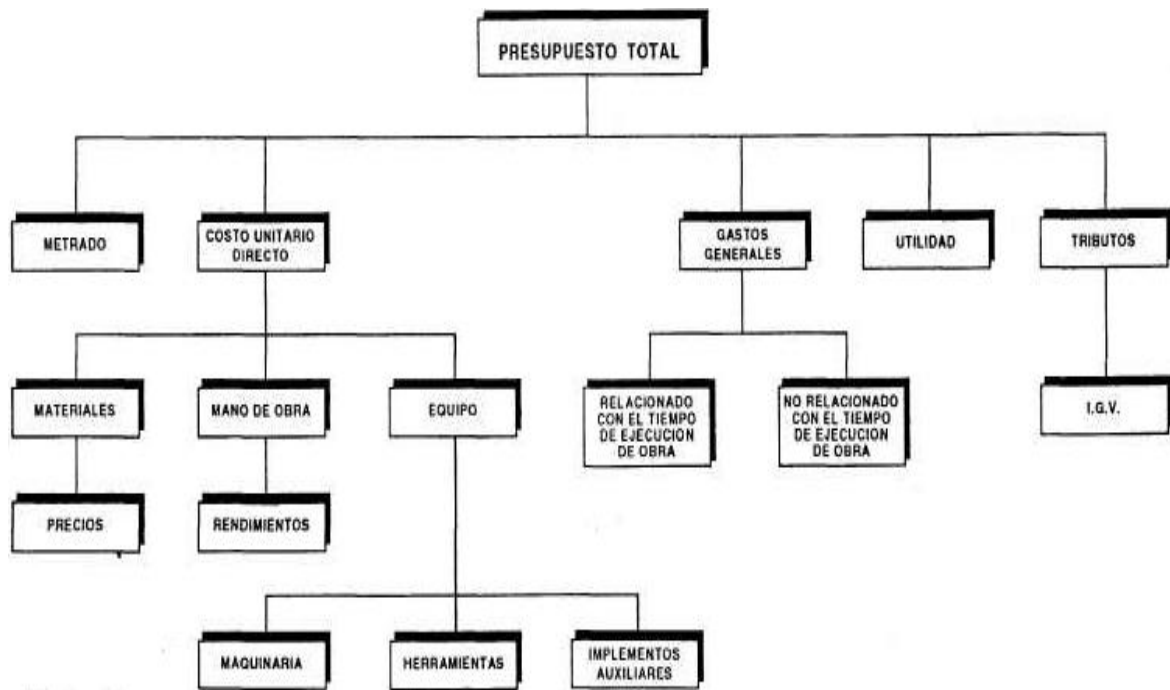 PRESUPUESTO TOTAL
METRADO
COSTO UNITARIO
DIRECTO
GASTOS
GENERALES
UTILIDAD
TRIBUTOS
MATERIALES
MANO DE OBRA
EQUIPO
RELACIONADO
CON EL TIEMPO
DE EJECUCION
DE OBRA
NO RELACIONADO
CON EL TIEMPO
DE EJECUCION
DE OBRA
I.G.V.
PRECIOS
RENDIMIENTOS
MAQUINARIA
HERRAMIENTAS
IMPLEMENTOS
AUXILIARES